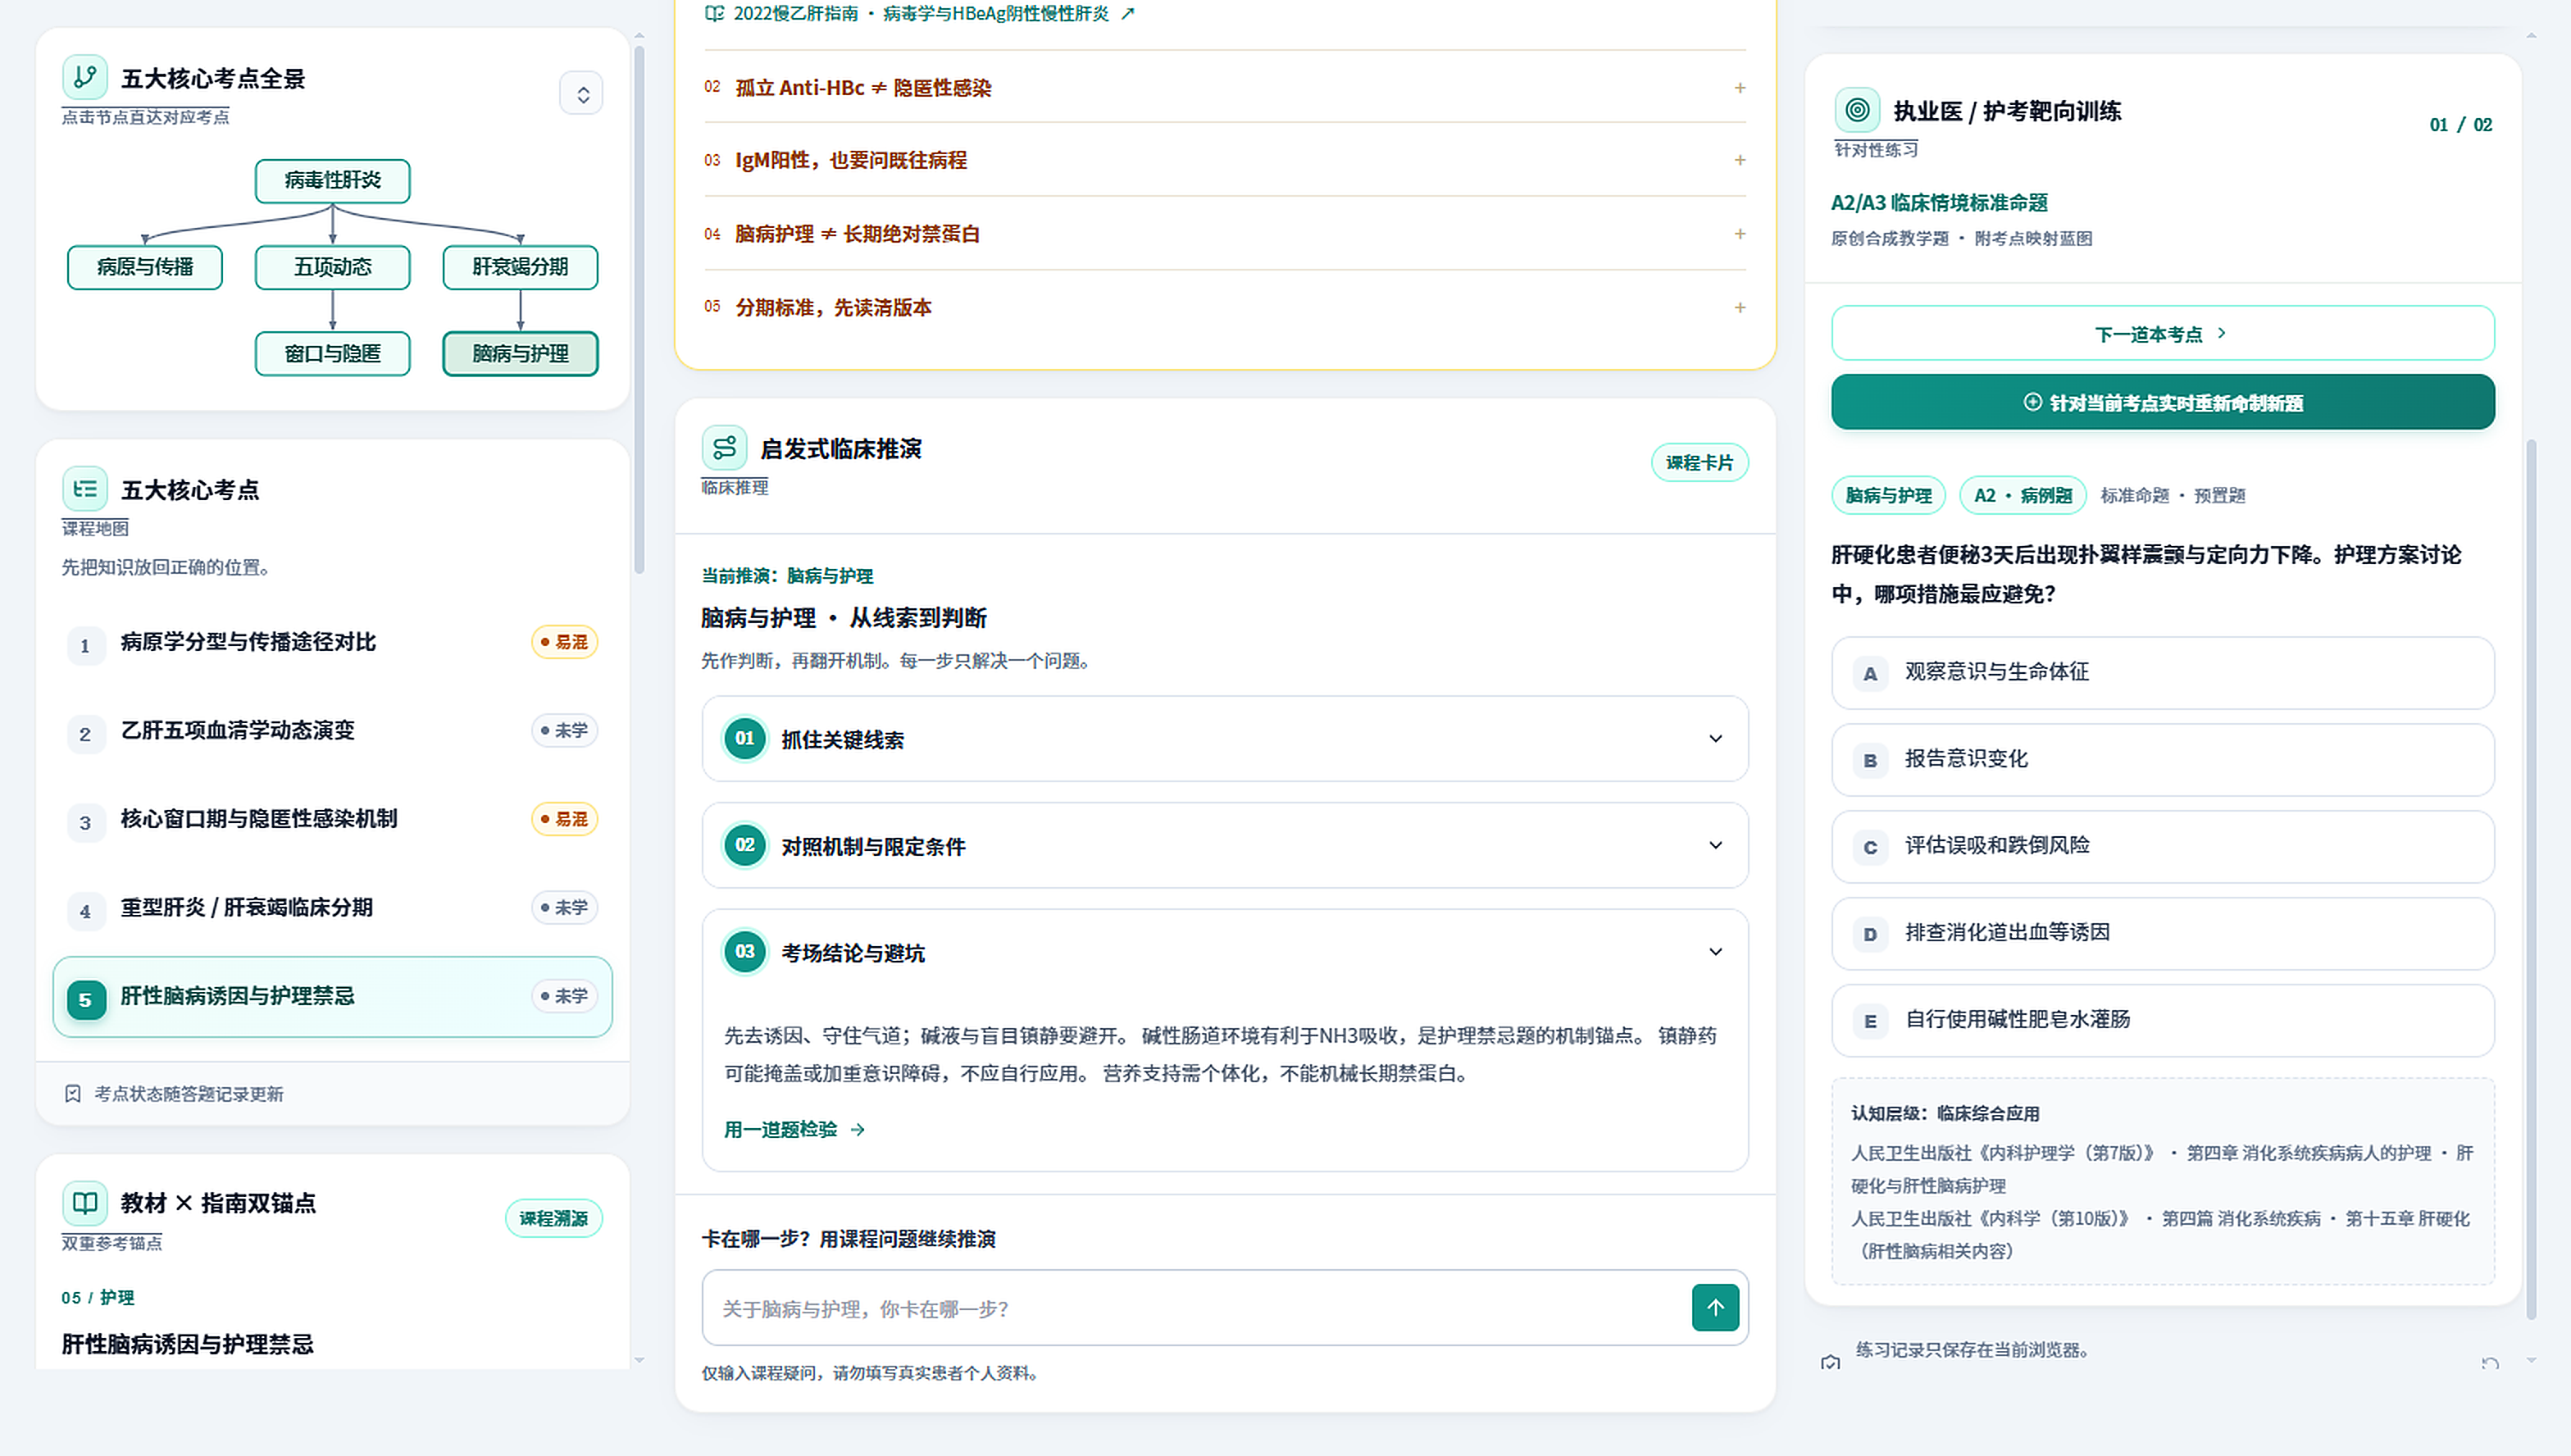 五大核心考点全景
点击节点直达对应考点
病毒性肝炎
病原与传播
五项动态
肝衰竭分期
窗口与隐匿
脑病与护理
五大核心考点
课程地图
先把知识放回正确的位置。
1 病原学分型与传播途径对比 易混
2 乙肝五项血清学动态演变 未学
3 核心窗口期与隐匿性感染机制 易混
4 重型肝炎 / 肝衰竭临床分期 未学
5 肝性脑病诱因与护理禁忌 未学
考点状态随答题记录更新
教材 × 指南双锚点
课程溯源
双重参考锚点
05 / 护理
肝性脑病诱因与护理禁忌
2022慢乙肝指南 · 病毒学与HBeAg阴性慢性肝炎 ↗
02 孤立 Anti-HBc ≠ 隐匿性感染 +
03 IgM阳性，也要问既往病程 +
04 脑病护理 ≠ 长期绝对禁蛋白 +
05 分期标准，先读清版本 +
启发式临床推演
课程卡片
临床推理
当前推演：脑病与护理
脑病与护理 · 从线索到判断
先作判断，再翻开机制。每一步只解决一个问题。
01 抓住关键线索
02 对照机制与限定条件
03 考场结论与避坑
先去诱因、守住气道；碱液与盲目镇静要避开。 碱性肠道环境有利于NH3吸收，是护理禁忌题的机制锚点。 镇静药
可能掩盖或加重意识障碍，不应自行应用。 营养支持需个体化，不能机械长期禁蛋白。
用一道题检验 →
卡在哪一步？用课程问题继续推演
关于脑病与护理，你卡在哪一步？
仅输入课程疑问，请勿填写真实患者个人资料。
执业医 / 护考靶向训练
01 / 02
针对性练习
A2/A3 临床情境标准命题
原创合成教学题 · 附考点映射蓝图
下一道本考点
针对当前考点实时重新命制新题
脑病与护理 A2 · 病例题 标准命题 · 预置题
肝硬化患者便秘3天后出现扑翼样震颤与定向力下降。护理方案讨论
中，哪项措施最应避免？
A 观察意识与生命体征
B 报告意识变化
C 评估误吸和跌倒风险
D 排查消化道出血等诱因
E 自行使用碱性肥皂水灌肠
认知层级：临床综合应用
人民卫生出版社《内科护理学（第7版）》 · 第四章 消化系统疾病病人的护理 · 肝
硬化与肝性脑病护理
人民卫生出版社《内科学（第10版）》 · 第四篇 消化系统疾病 · 第十五章 肝硬化
（肝性脑病相关内容）
练习记录只保存在当前浏览器。